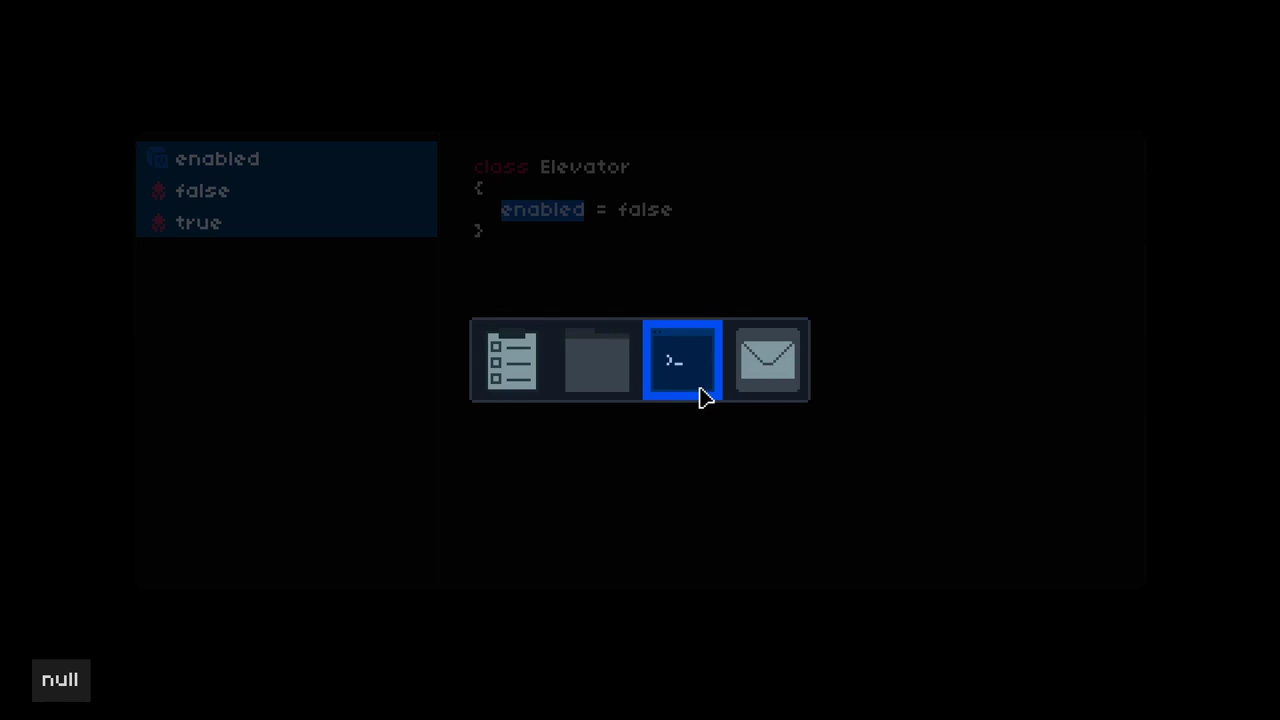 enabled
false
true
class Elevator
{
enabled = false
}
>_
null